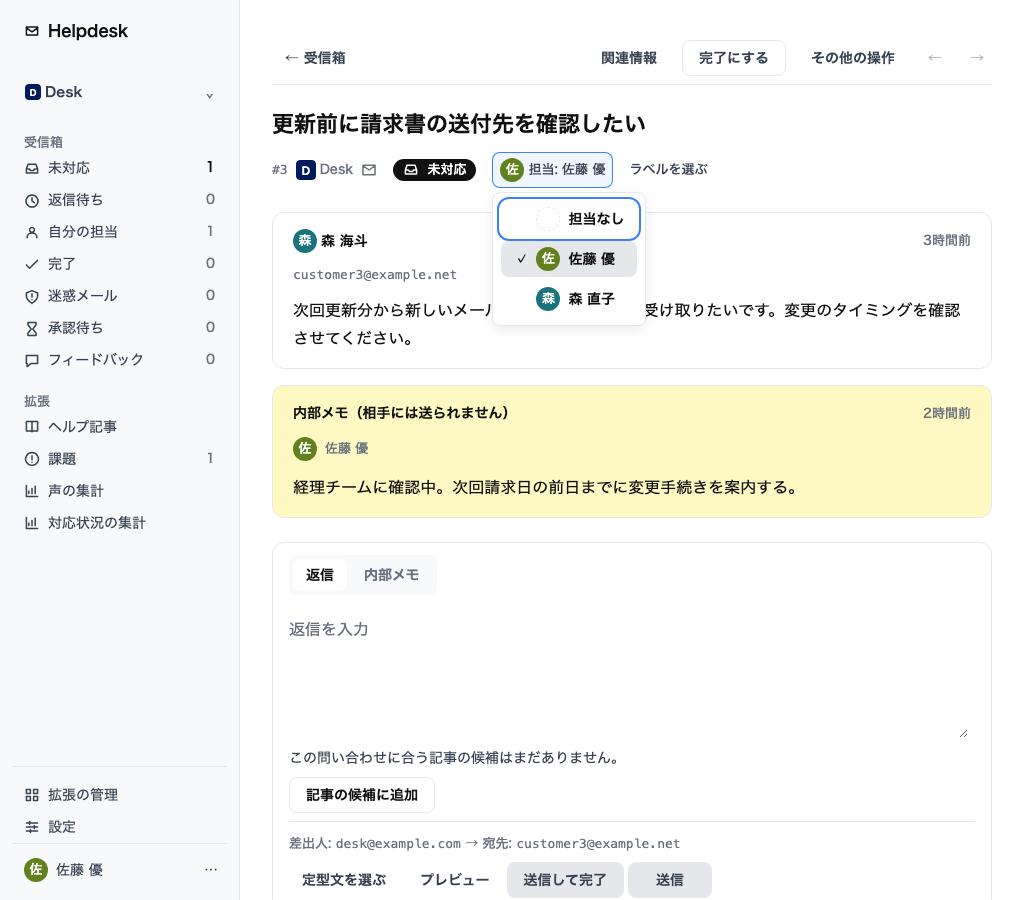 Helpdesk
D Desk
受信箱
未対応 1
返信待ち 0
自分の担当 1
完了 0
迷惑メール 0
承認待ち 0
フィードバック 0
拡張
ヘルプ記事
課題 1
声の集計
対応状況の集計
拡張の管理
設定
佐 佐藤 優 ···
← 受信箱 関連情報 完了にする その他の操作 ← →
更新前に請求書の送付先を確認したい
#3 D Desk 未対応 佐 担当: 佐藤 優 ラベルを選ぶ
担当なし
✓ 佐 佐藤 優
森 森 直子
森 森 海斗 3時間前
customer3@example.net
次回更新分から新しいメール 受け取りたいです。変更のタイミングを確認
させてください。
内部メモ（相手には送られません） 2時間前
佐 佐藤 優
経理チームに確認中。次回請求日の前日までに変更手続きを案内する。
返信 内部メモ
返信を入力
この問い合わせに合う記事の候補はまだありません。
記事の候補に追加
差出人: desk@example.com → 宛先: customer3@example.net
定型文を選ぶ プレビュー 送信して完了 送信